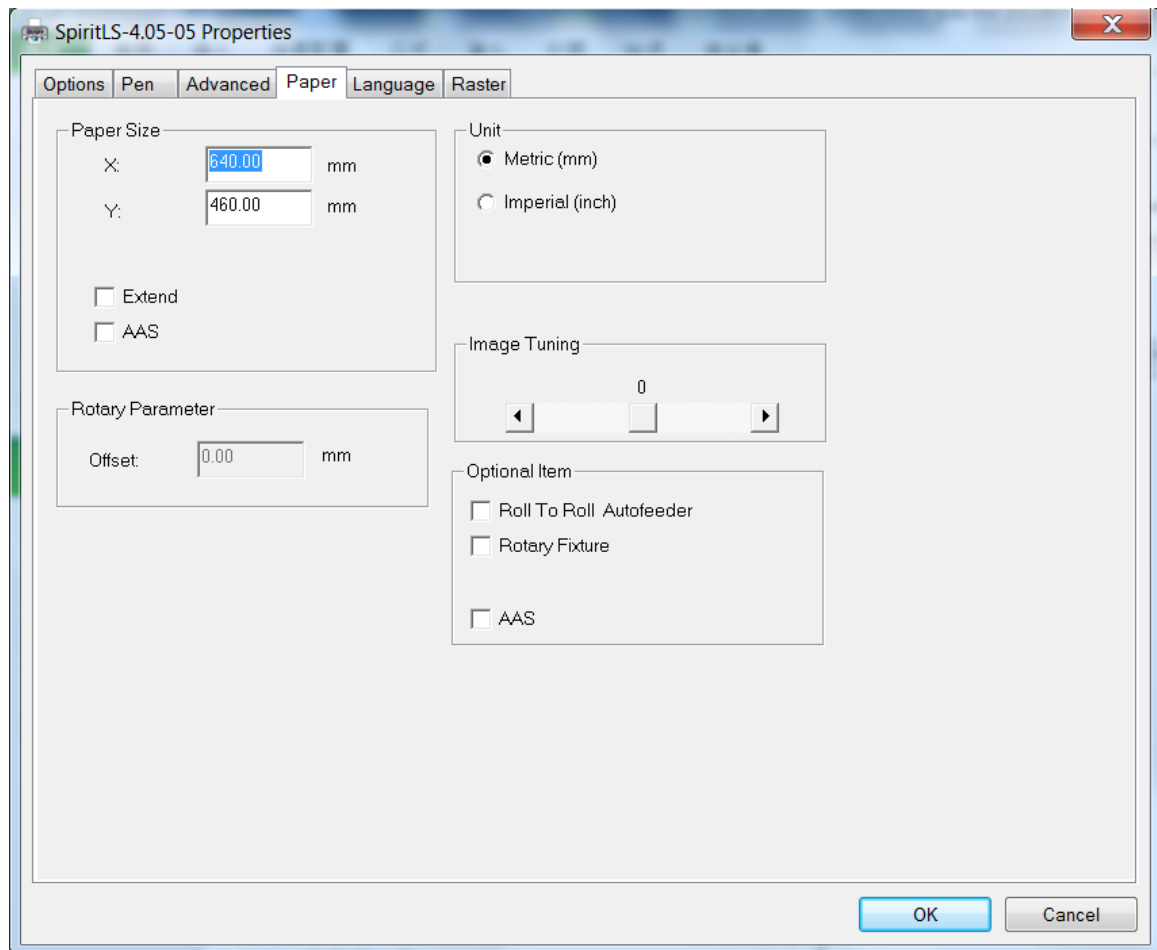 SpiritLS-4.05-05 Properties
Options Pen Advanced Paper Language Raster
Paper Size
X: 640.00 mm
Y: 460.00 mm
Extend
AAS
Unit
Metric (mm)
Imperial (inch)
Image Tuning
0
Rotary Parameter
Offset: 0.00 mm
Optional Item
Roll To Roll Autofeeder
Rotary Fixture
AAS
OK Cancel